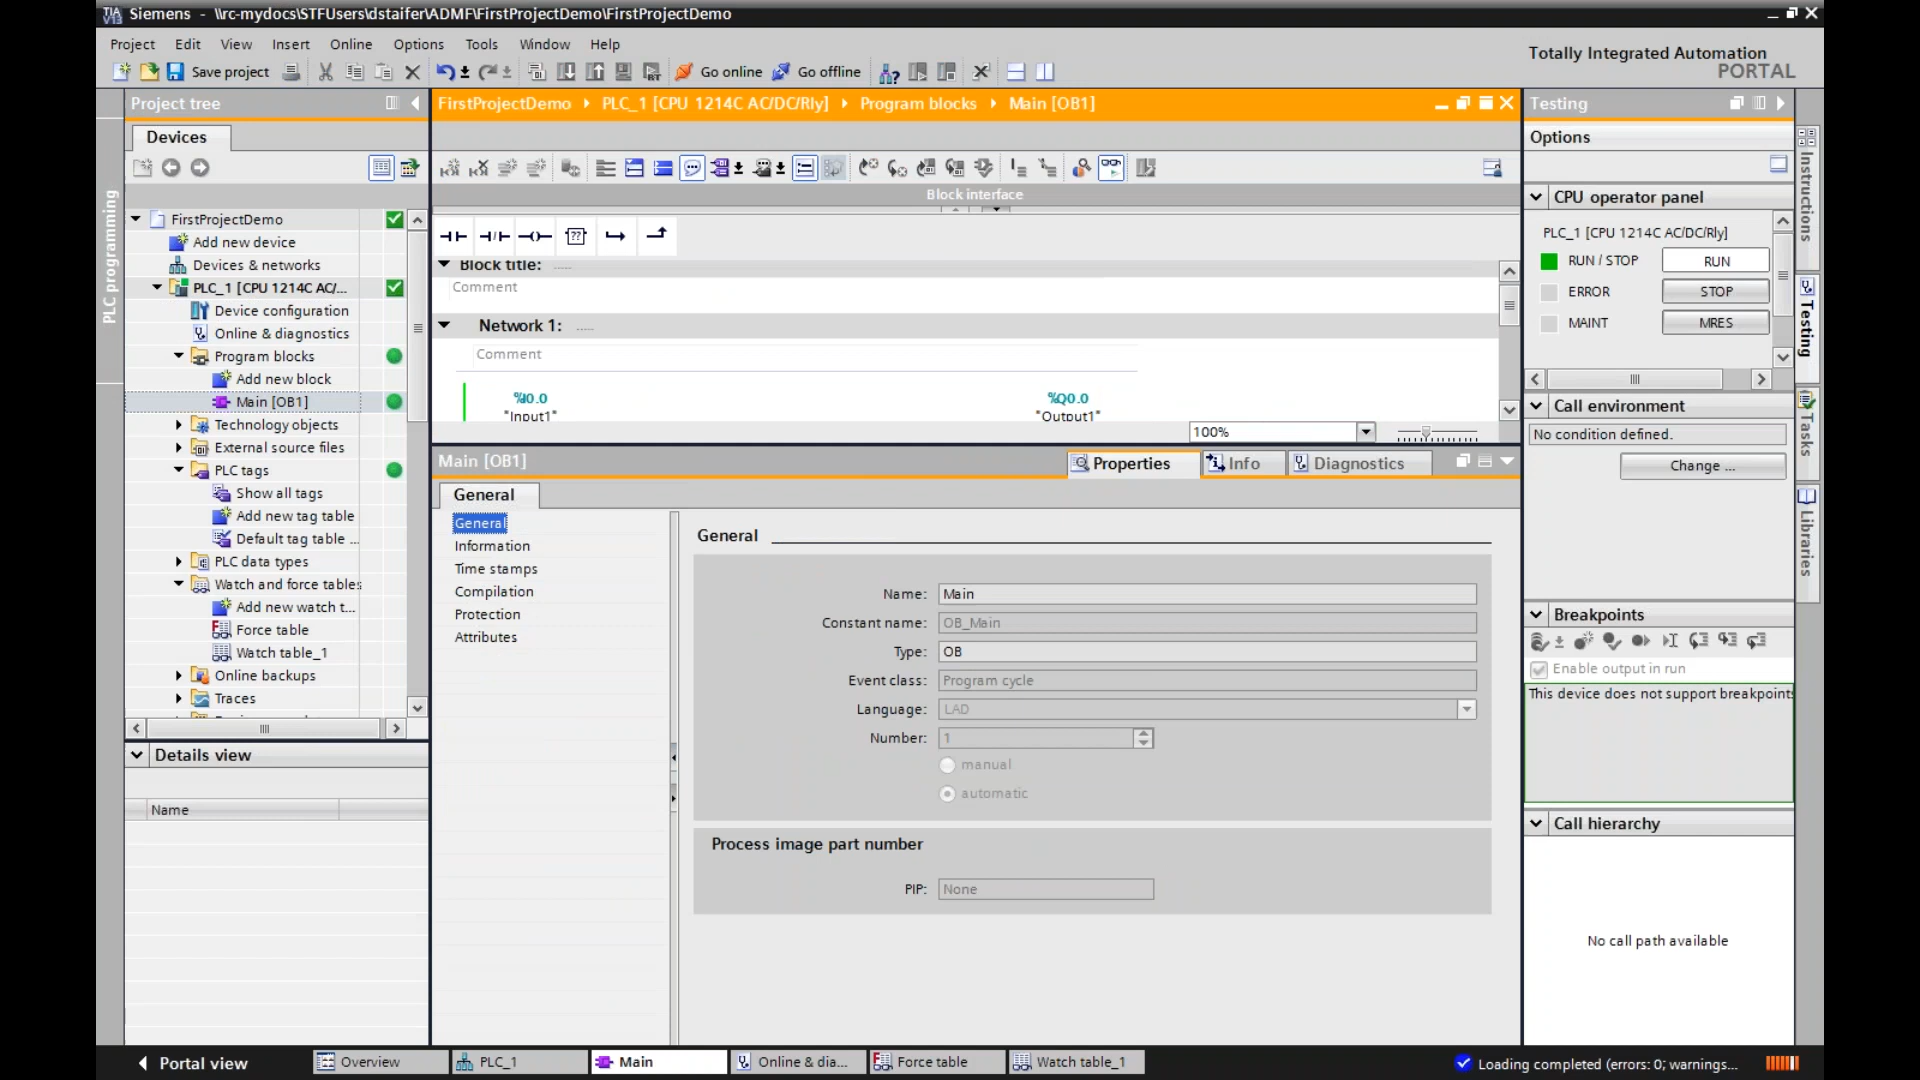 TIA V13 Siemens - \\rc-mydocs\STFUsers\dstaifer\ADMF\FirstProjectDemo\FirstProjectDemo
Project Edit View Insert Online Options Tools Window Help
Totally Integrated Automation
PORTAL
Save project Go online Go offline
Project tree
Devices
PLC programming
FirstProjectDemo
Add new device
Devices & networks
PLC_1 [CPU 1214C AC/...
Device configuration
Online & diagnostics
Program blocks
Add new block
Main [OB1]
Technology objects
External source files
PLC tags
Show all tags
Add new tag table
Default tag table ...
PLC data types
Watch and force tables
Add new watch t...
Force table
Watch table_1
Online backups
Traces
Details view
Name
FirstProjectDemo PLC_1 [CPU 1214C AC/DC/Rly] Program blocks Main [OB1]
Block interface
??
Block title: .....
Comment
Network 1: .....
Comment
%I0.0 %Q0.0
"Input1" "Output1"
100%
Main [OB1]
Properties Info Diagnostics
General
General
Information
Time stamps
Compilation
Protection
Attributes
General
Name: Main
Constant name: OB_Main
Type: OB
Event class: Program cycle
Language: LAD
Number: 1
manual
automatic
Process image part number
PIP: None
Testing
Options
CPU operator panel
PLC_1 [CPU 1214C AC/DC/Rly]
RUN / STOP RUN
ERROR STOP
MAINT MRES
Call environment
No condition defined.
Change ...
Breakpoints
Enable output in run
This device does not support breakpoints
Call hierarchy
No call path available
Instructions
Testing
Tasks
Libraries
Portal view Overview PLC_1 Main Online & dia... Force table Watch table_1
Loading completed (errors: 0; warnings...